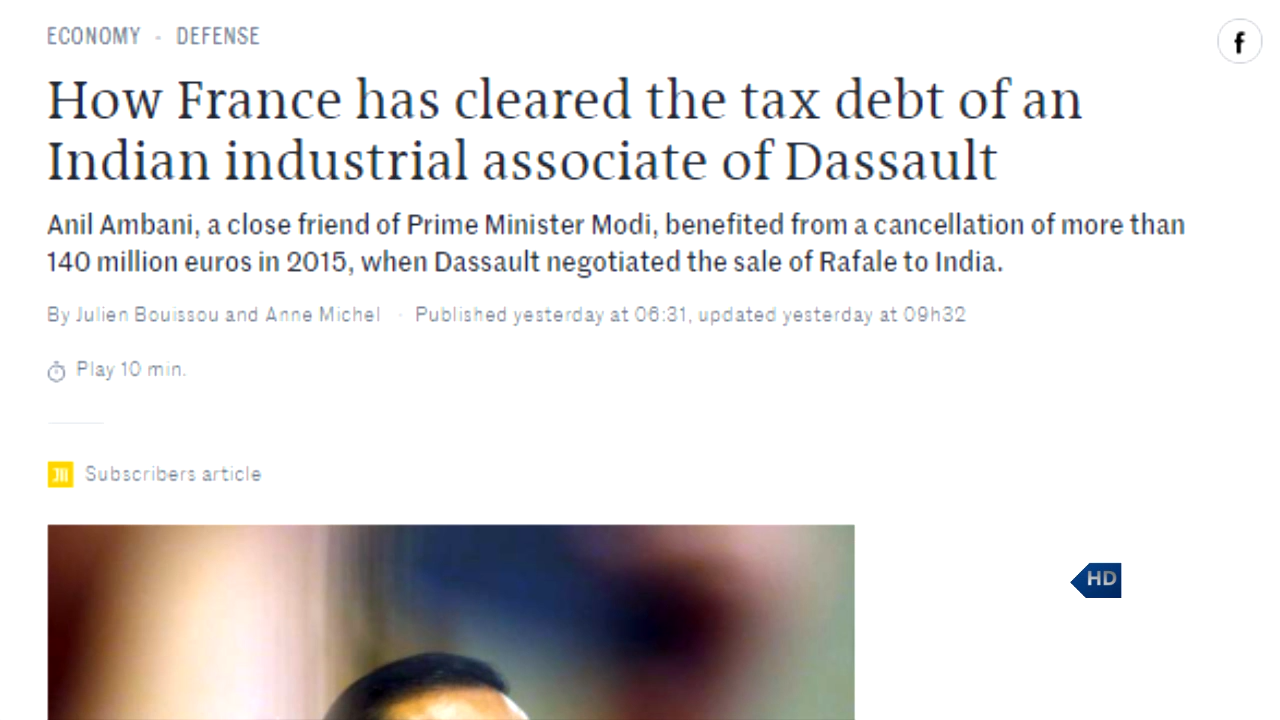 ECONOMY - DEFENSE
f
How France has cleared the tax debt of an
Indian industrial associate of Dassault
Anil Ambani, a close friend of Prime Minister Modi, benefited from a cancellation of more than
140 million euros in 2015, when Dassault negotiated the sale of Rafale to India.
By Julien Bouissou and Anne Michel · Published yesterday at 06:31, updated yesterday at 09h32
Play 10 min.
Subscribers article
HD